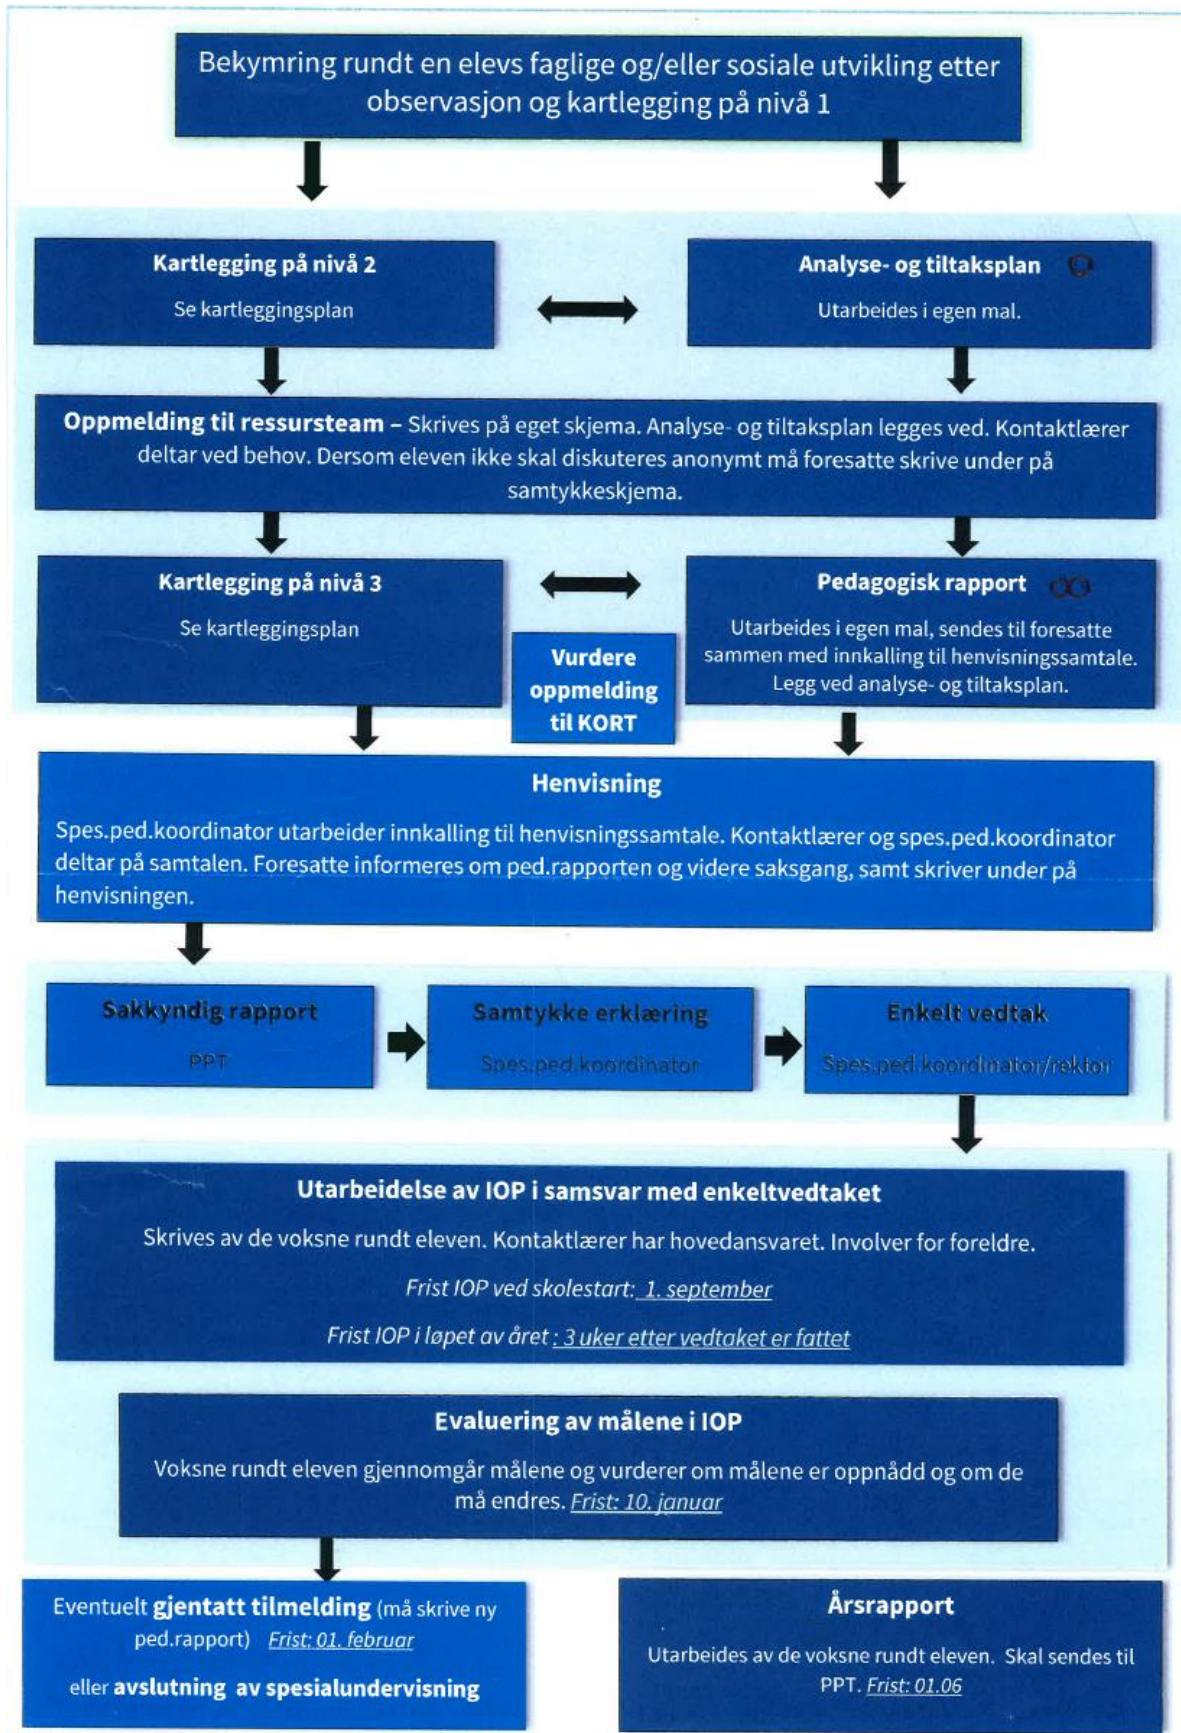 Bekymring rundt en elevs faglige og/eller sosiale utvikling etter
observasjon og kartlegging på nivå 1
Kartlegging på nivå 2
Se kartleggingsplan
Analyse- og tiltaksplan
Utarbeides i egen mal.
Oppmelding til ressursteam – Skrives på eget skjema. Analyse- og tiltaksplan legges ved. Kontaktlærer
deltar ved behov. Dersom eleven ikke skal diskuteres anonymt må foresatte skrive under på
samtykkeskjema.
Kartlegging på nivå 3
Se kartleggingsplan
Vurdere
oppmelding
til KORT
Pedagogisk rapport
Utarbeides i egen mal, sendes til foresatte
sammen med innkalling til henvisningssamtale.
Legg ved analyse- og tiltaksplan.
Henvisning
Spes.ped.koordinator utarbeider innkalling til henvisningssamtale. Kontaktlærer og spes.ped.koordinator
deltar på samtalen. Foresatte informeres om ped.rapporten og videre saksgang, samt skriver under på
henvisningen.
Sakkyndig rapport
PPT
Samtykke erklæring
Spes.ped.koordinator
Enkelt vedtak
Spes.ped.koordinator/rektor
Utarbeidelse av IOP i samsvar med enkeltvedtaket
Skrives av de voksne rundt eleven. Kontaktlærer har hovedansvaret. Involver for foreldre.
Frist IOP ved skolestart: 1. september
Frist IOP i løpet av året : 3 uker etter vedtaket er fattet
Evaluering av målene i IOP
Voksne rundt eleven gjennomgår målene og vurderer om målene er oppnådd og om de
må endres. Frist: 10. januar
Eventuelt gjentatt tilmelding (må skrive ny
ped.rapport) Frist: 01. februar
eller avslutning av spesialundervisning
Årsrapport
Utarbeides av de voksne rundt eleven. Skal sendes til
PPT. Frist: 01.06